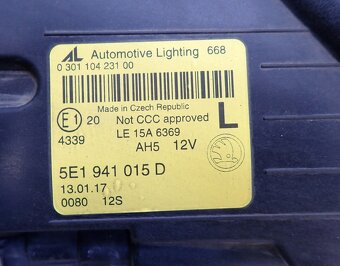 AL Automotive Lighting 668
0 301 104 231 00
Made in Czech Republic
E1 20 Not CCC approved L
4339 LE 15A 6369
AH5 12V
5E1 941 015 D
13.01.17
0080 12S